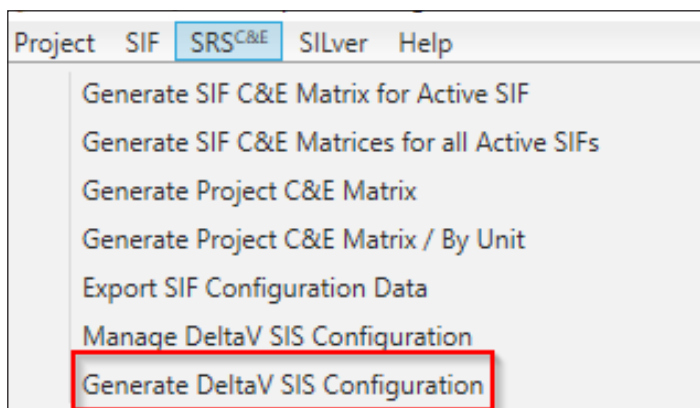 Project SIF SRSC&E SILver Help
Generate SIF C&E Matrix for Active SIF
Generate SIF C&E Matrices for all Active SIFs
Generate Project C&E Matrix
Generate Project C&E Matrix / By Unit
Export SIF Configuration Data
Manage DeltaV SIS Configuration
Generate DeltaV SIS Configuration